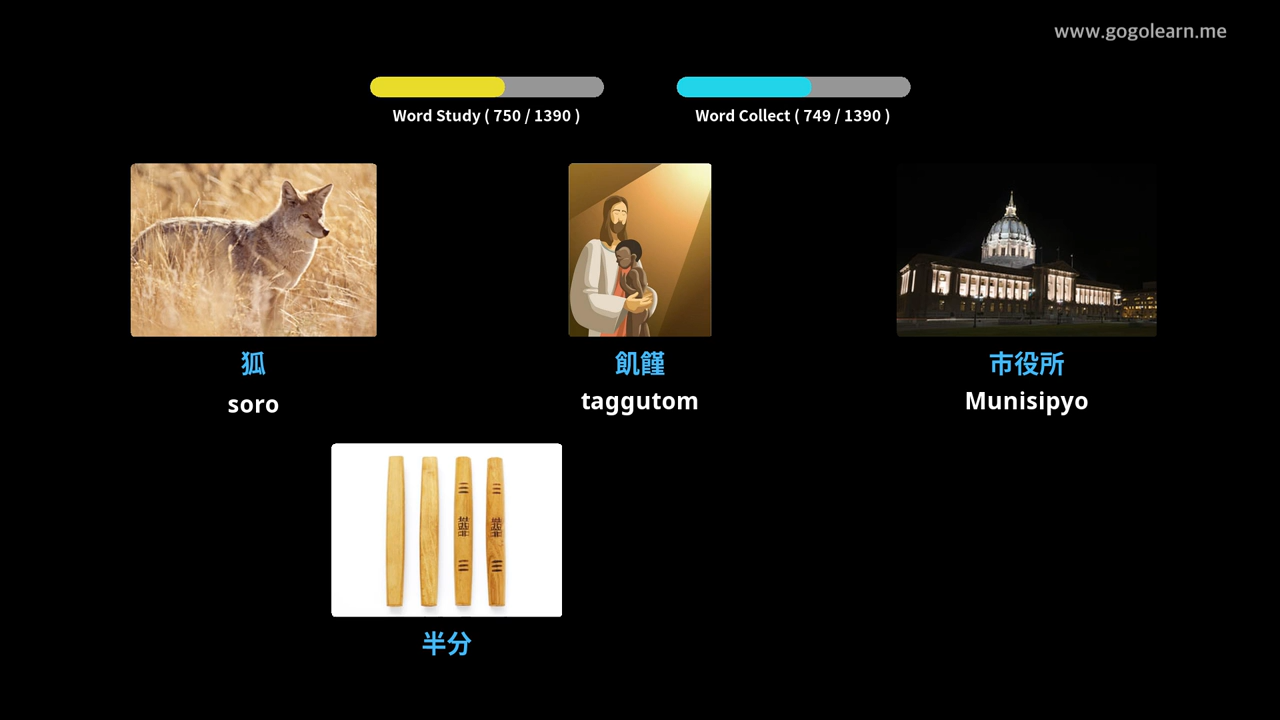 www.gogolearn.me
Word Study ( 750 / 1390 )
Word Collect ( 749 / 1390 )
狐
soro
飢饉
taggutom
市役所
Munisipyo
半分